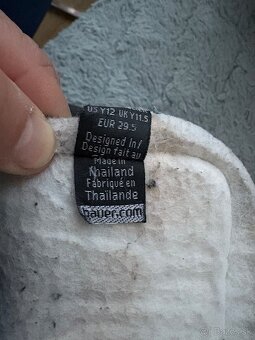 US Y12 UK Y11.5
EUR 29.5
Designed In/
Design fait au
Made in
Thailand
Fabriqué en
Thaïlande
bauer.com